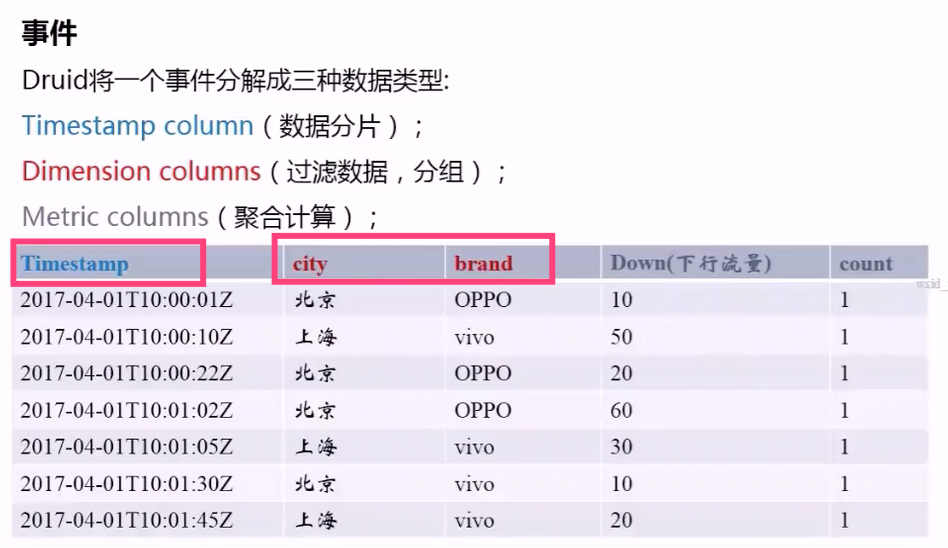 事件
Druid将一个事件分解成三种数据类型:
Timestamp column（数据分片）；
Dimension columns（过滤数据，分组）；
Metric columns（聚合计算）；
Timestamp city brand Down(下行流量) count
2017-04-01T10:00:01Z 北京 OPPO 10 1
2017-04-01T10:00:10Z 上海 vivo 50 1
2017-04-01T10:00:22Z 北京 OPPO 20 1
2017-04-01T10:01:02Z 北京 OPPO 60 1
2017-04-01T10:01:05Z 上海 vivo 30 1
2017-04-01T10:01:30Z 北京 vivo 10 1
2017-04-01T10:01:45Z 上海 vivo 20 1
wxid_